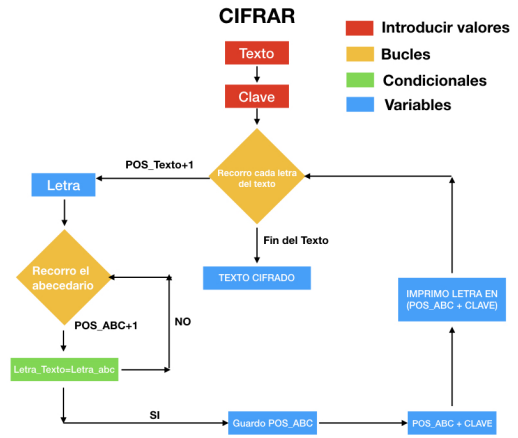 CIFRAR
Introducir valores
Bucles
Condicionales
Variables
Texto
Clave
Recorro cada letra
del texto
POS_Texto+1
Letra
Fin del Texto
TEXTO CIFRADO
Recorro el
abecedario
POS_ABC+1
NO
IMPRIMO LETRA EN
(POS_ABC + CLAVE)
Letra_Texto=Letra_abc
SI
Guardo POS_ABC
POS_ABC + CLAVE